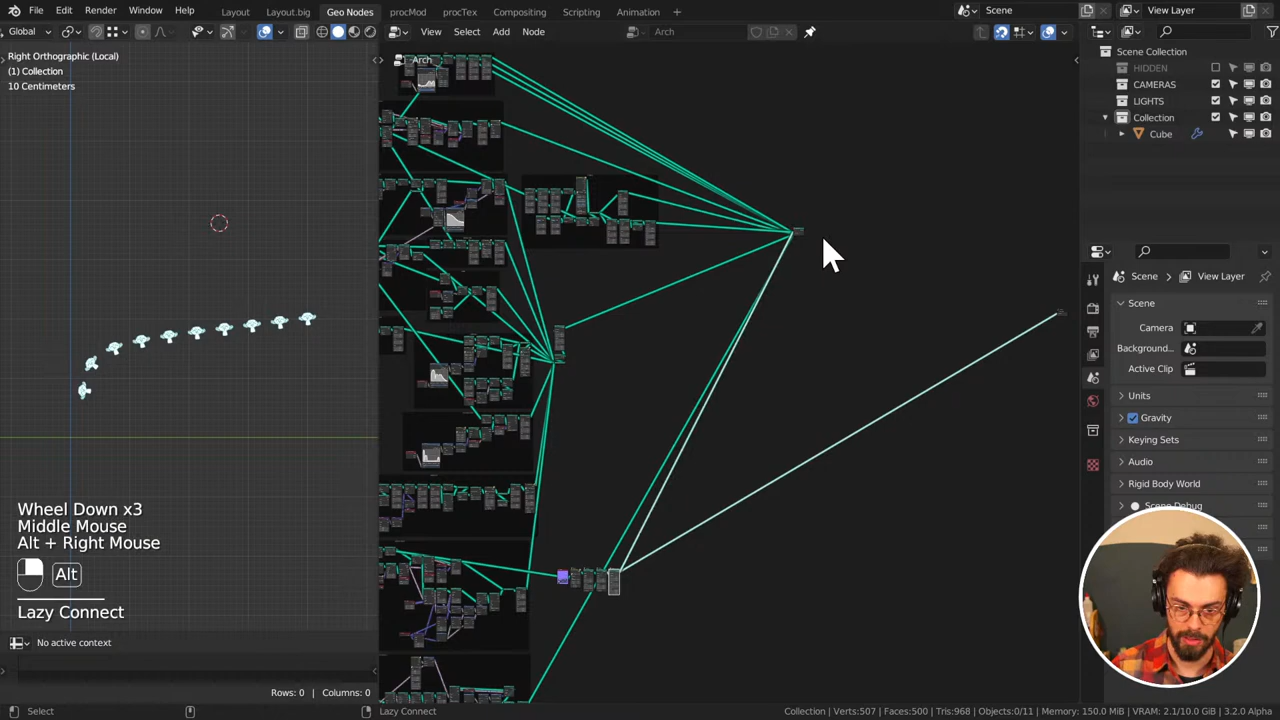 File Edit Render Window Help Layout Layout.big Geo Nodes procMod procTex Compositing Scripting Animation + Scene View Layer
Global View Select Add Node Arch
Right Orthographic (Local)
(1) Collection
10 Centimeters
Arch
Scene Collection
HIDDEN
CAMERAS
LIGHTS
Collection
Cube
Scene View Layer
Scene
Camera
Background...
Active Clip
Units
Gravity
Keying Sets
Audio
Rigid Body World
Scene Debug
Wheel Down x3
Middle Mouse
Alt + Right Mouse
Alt
Lazy Connect
No active context
Rows: 0 | Columns: 0
Select Lazy Connect Collection | Verts:507 | Faces:500 | Tris:968 | Objects:0/11 | Memory: 150.0 MiB | VRAM: 2.1/10.0 GiB | 3.2.0 Alpha